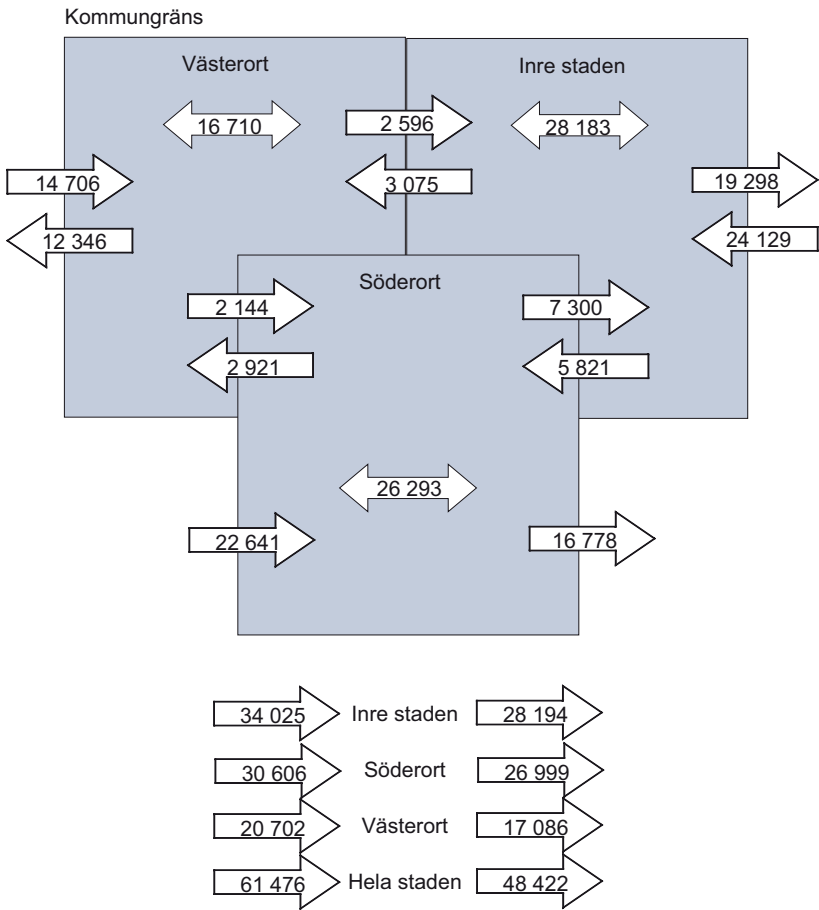 Kommungräns
Västerort
Inre staden
16 710
2 596
28 183
14 706
3 075
19 298
12 346
24 129
Söderort
2 144
7 300
2 921
5 821
26 293
22 641
16 778
34 025 Inre staden 28 194
30 606 Söderort 26 999
20 702 Västerort 17 086
61 476 Hela staden 48 422